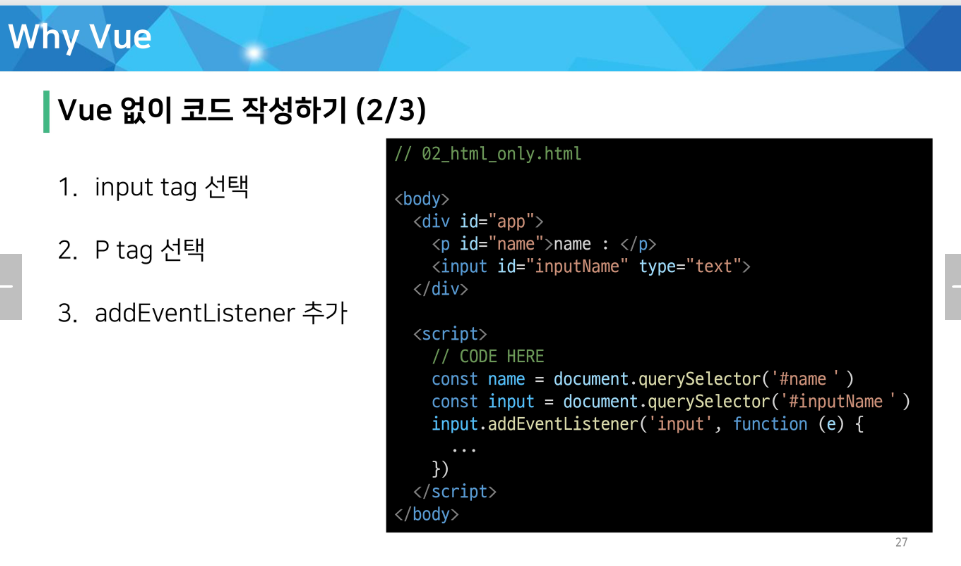 Why Vue
Vue 없이 코드 작성하기 (2/3)
1. input tag 선택
2. P tag 선택
3. addEventListener 추가
// 02_html_only.html
<body>
<div id="app">
<p id="name">name : </p>
<input id="inputName" type="text">
</div>
<script>
// CODE HERE
const name = document.querySelector('#name')
const input = document.querySelector('#inputName')
input.addEventListener('input', function (e) {
...
})
</script>
</body>
27